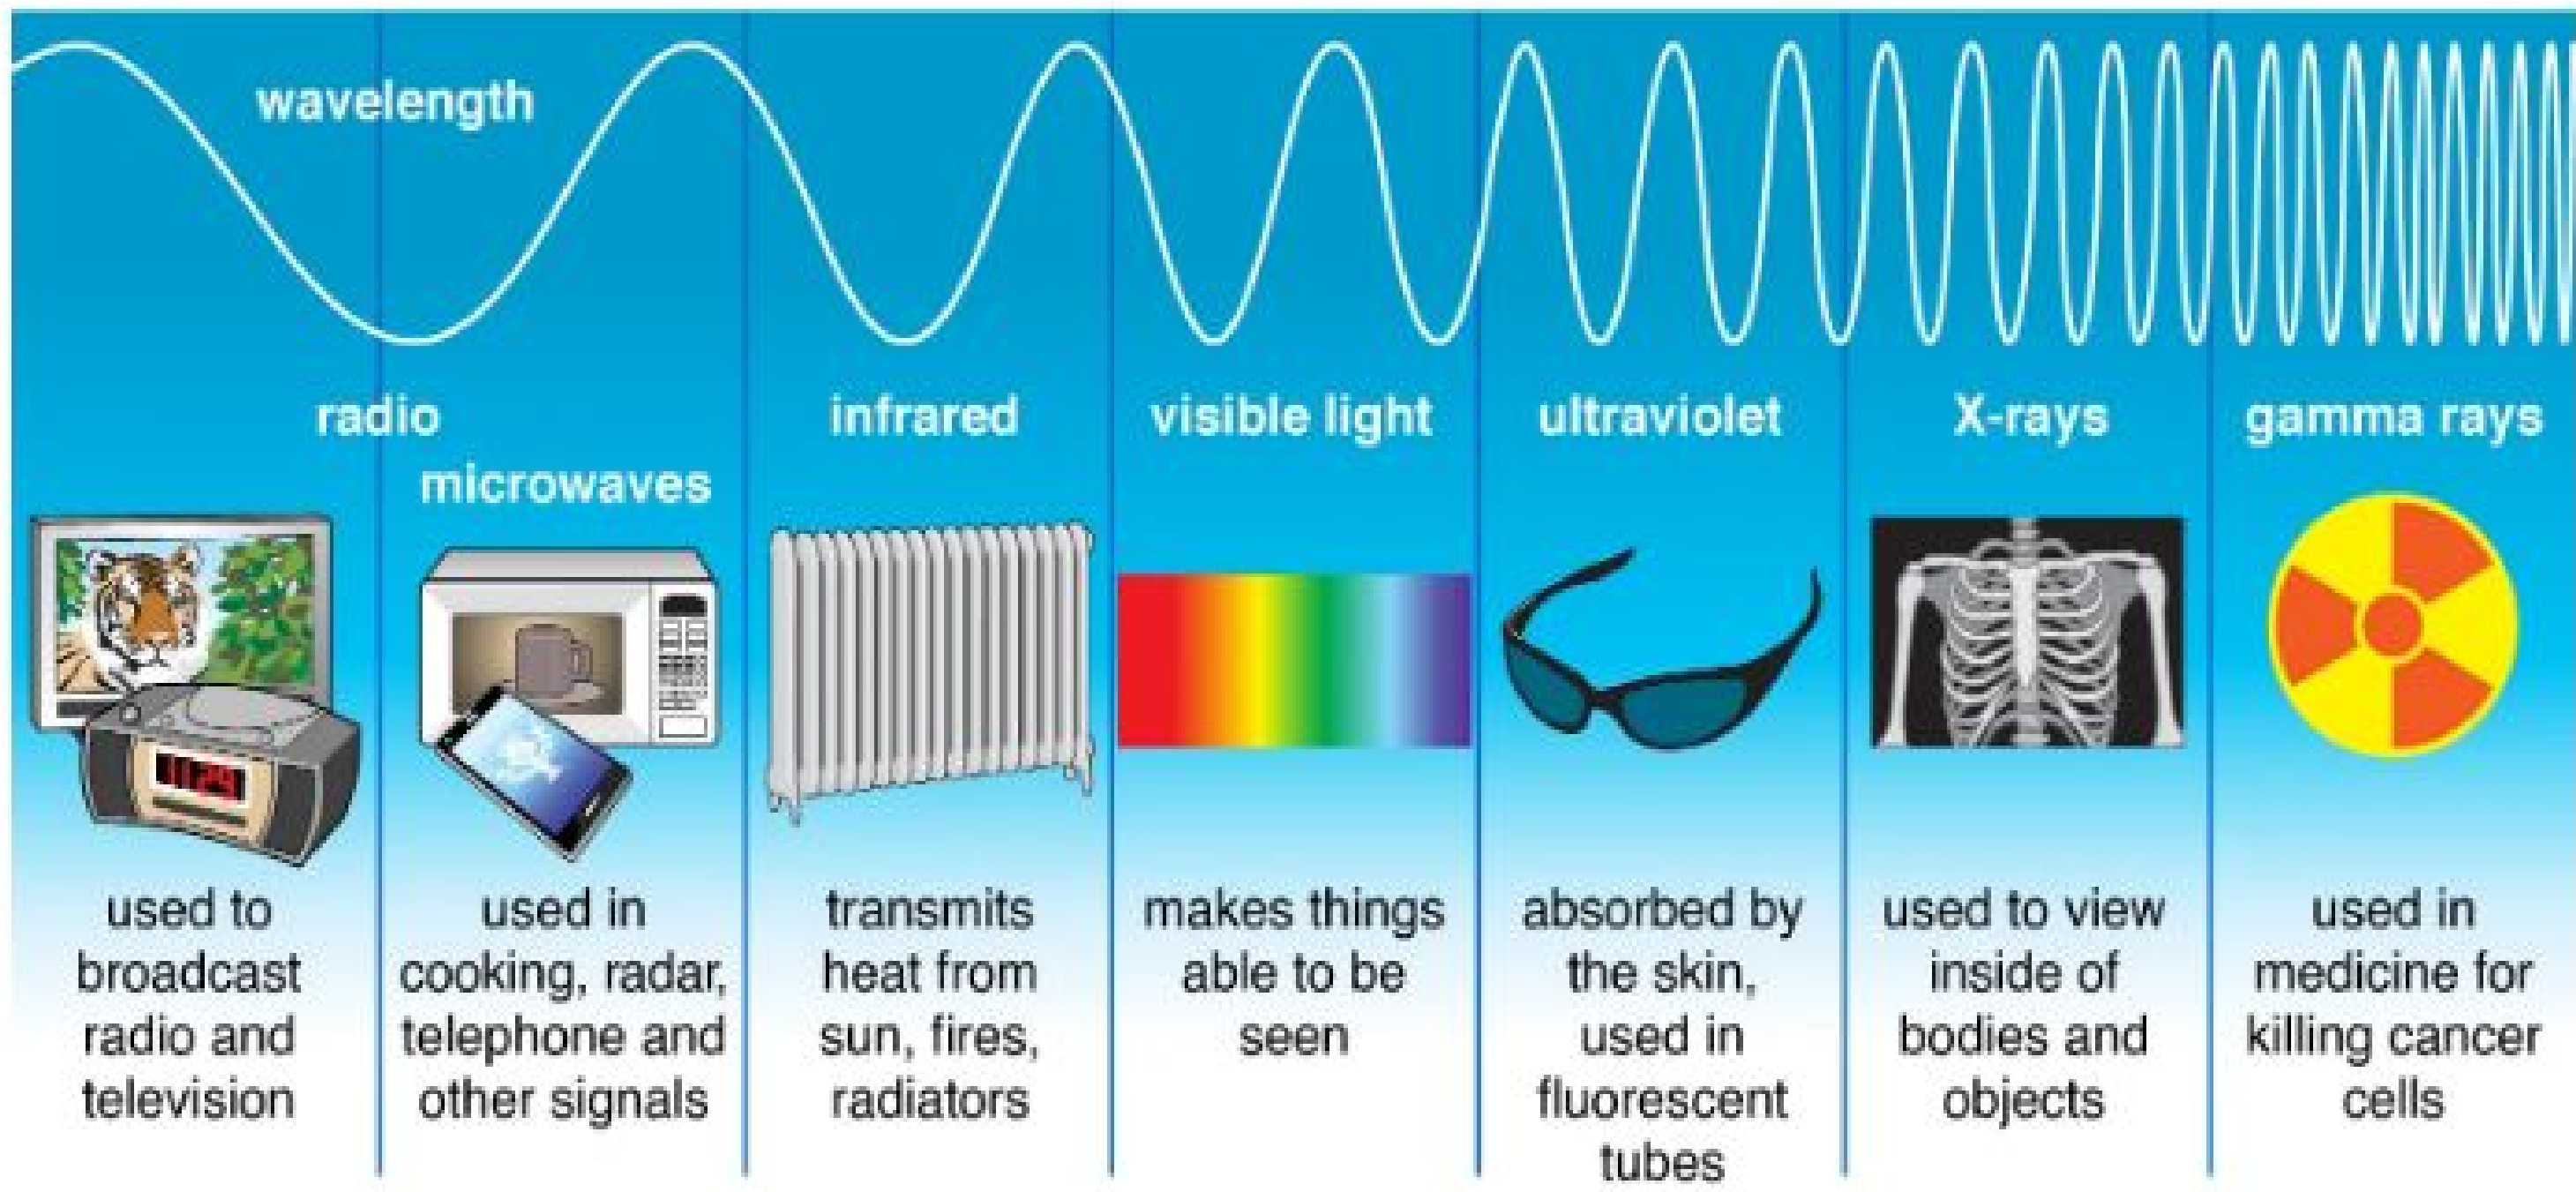 wavelength
radio
microwaves
infrared
visible light
ultraviolet
X-rays
gamma rays
11:29
used to
broadcast
radio and
television
used in
cooking, radar,
telephone and
other signals
transmits
heat from
sun, fires,
radiators
makes things
able to be
seen
absorbed by
the skin,
used in
fluorescent
tubes
used to view
inside of
bodies and
objects
used in
medicine for
killing cancer
cells